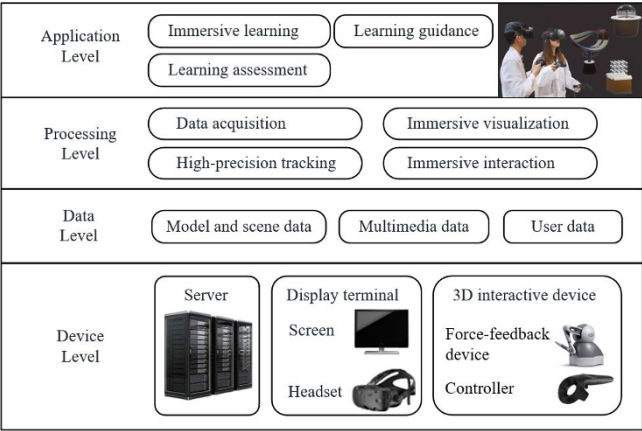 Application
Level
Immersive learning
Learning guidance
Learning assessment
Processing
Level
Data acquisition
Immersive visualization
High-precision tracking
Immersive interaction
Data
Level
Model and scene data
Multimedia data
User data
Device
Level
Server
Display terminal
Screen
Headset
3D interactive device
Force-feedback
device
Controller